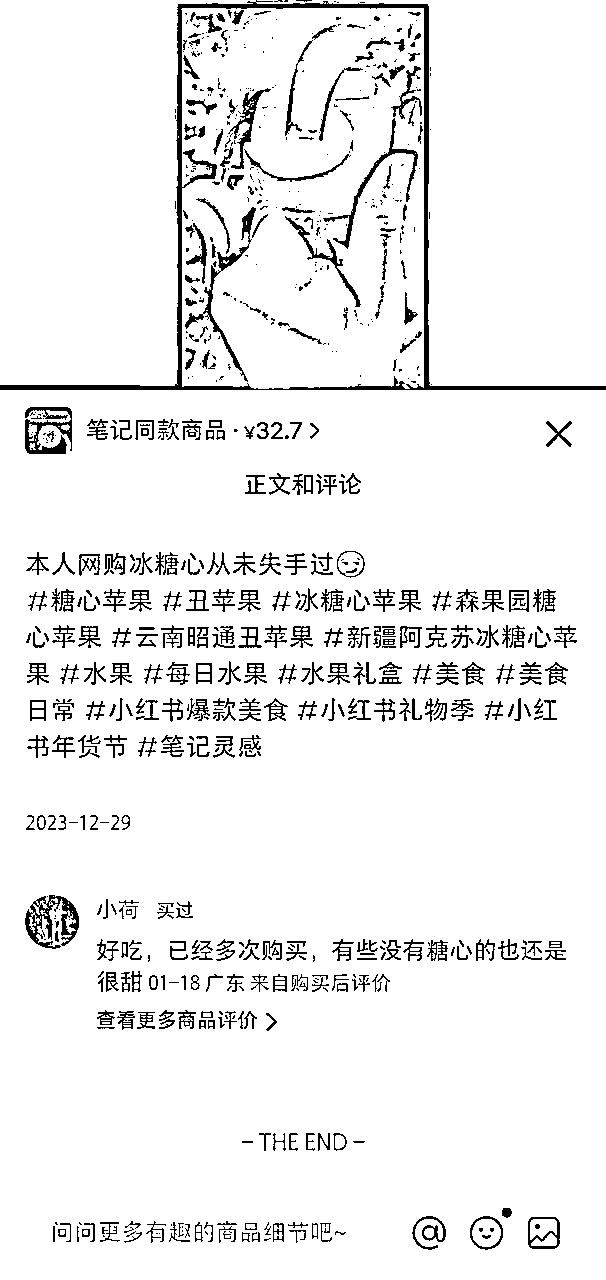 笔记同款商品 · ¥32.7 >
正文和评论
本人网购冰糖心从未失手过😏
#糖心苹果 #丑苹果 #冰糖心苹果 #森果园糖
心苹果 #云南昭通丑苹果 #新疆阿克苏冰糖心苹
果 #水果 #每日水果 #水果礼盒 #美食 #美食
日常 #小红书爆款美食 #小红书礼物季 #小红
书年货节 #笔记灵感
2023-12-29
小荷 买过
好吃，已经多次购买，有些没有糖心的也还是
很甜 01-18 广东 来自购买后评价
查看更多商品评价 >
- THE END -
问问更多有趣的商品细节吧~